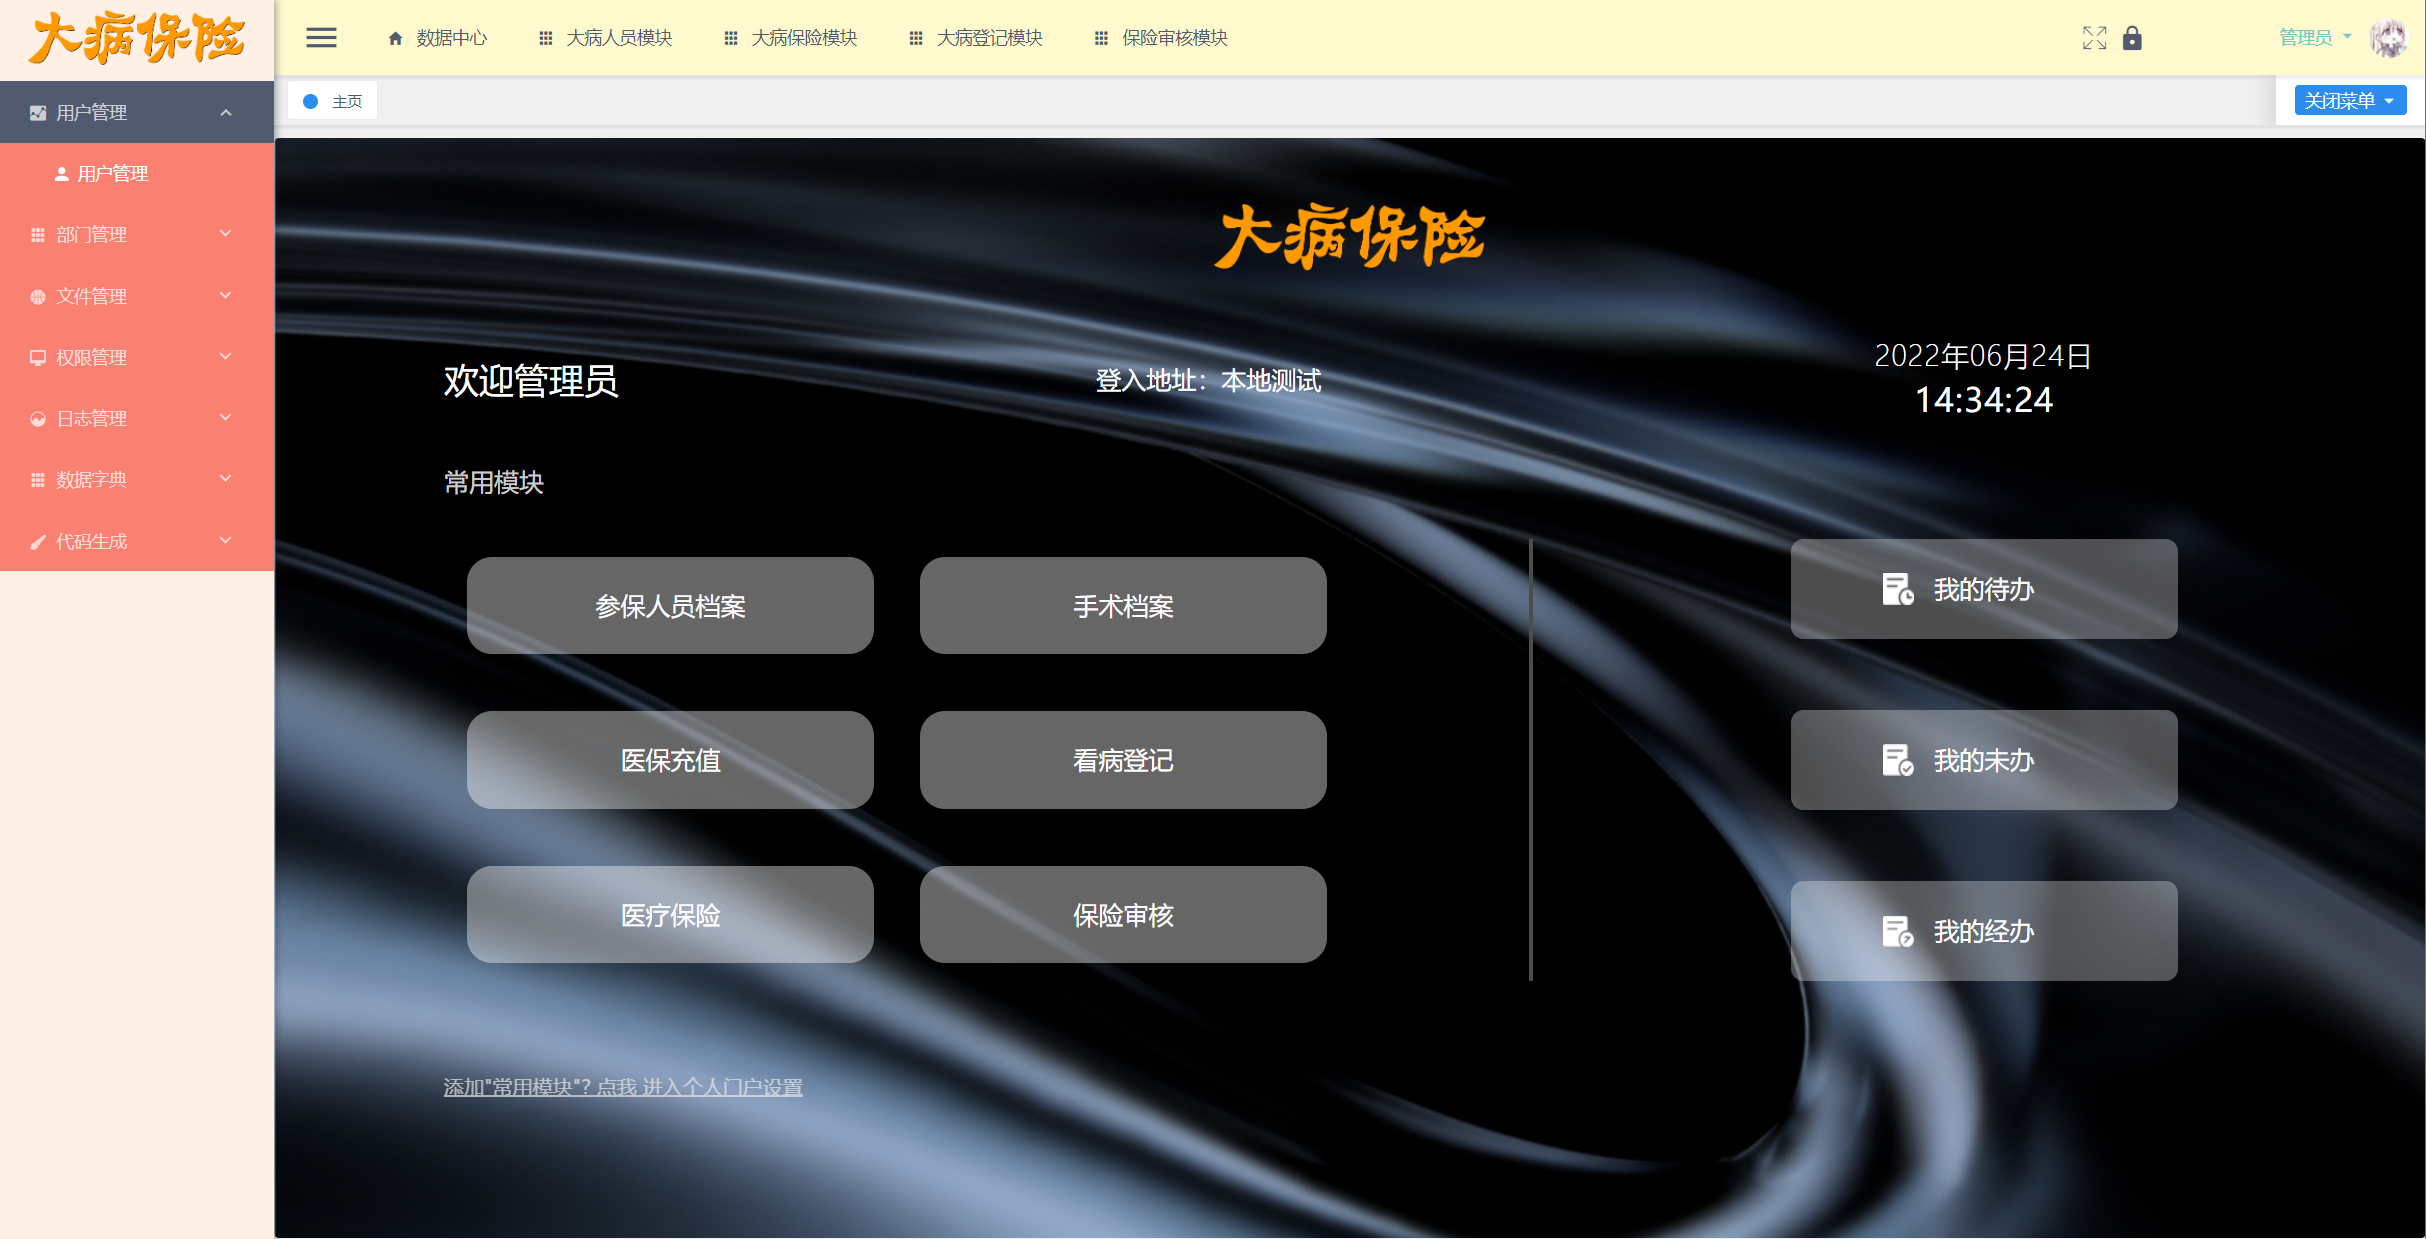 大病保险
数据中心
大病人员模块
大病保险模块
大病登记模块
保险审核模块
管理员
主页
关闭菜单
用户管理
用户管理
部门管理
文件管理
权限管理
日志管理
数据字典
代码生成
大病保险
欢迎管理员
登入地址：本地测试
2022年06月24日
14:34:24
常用模块
参保人员档案
手术档案
我的待办
医保充值
看病登记
我的未办
医疗保险
保险审核
我的经办
添加"常用模块"? 点我 进入个人门户设置